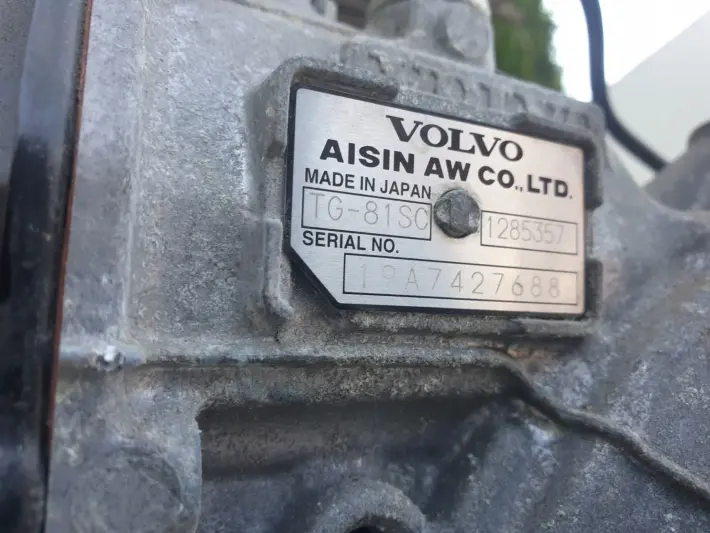 VOLVO
AISIN AW CO., LTD.
MADE IN JAPAN
TG-81SC 1285357
SERIAL NO.
19A7427688